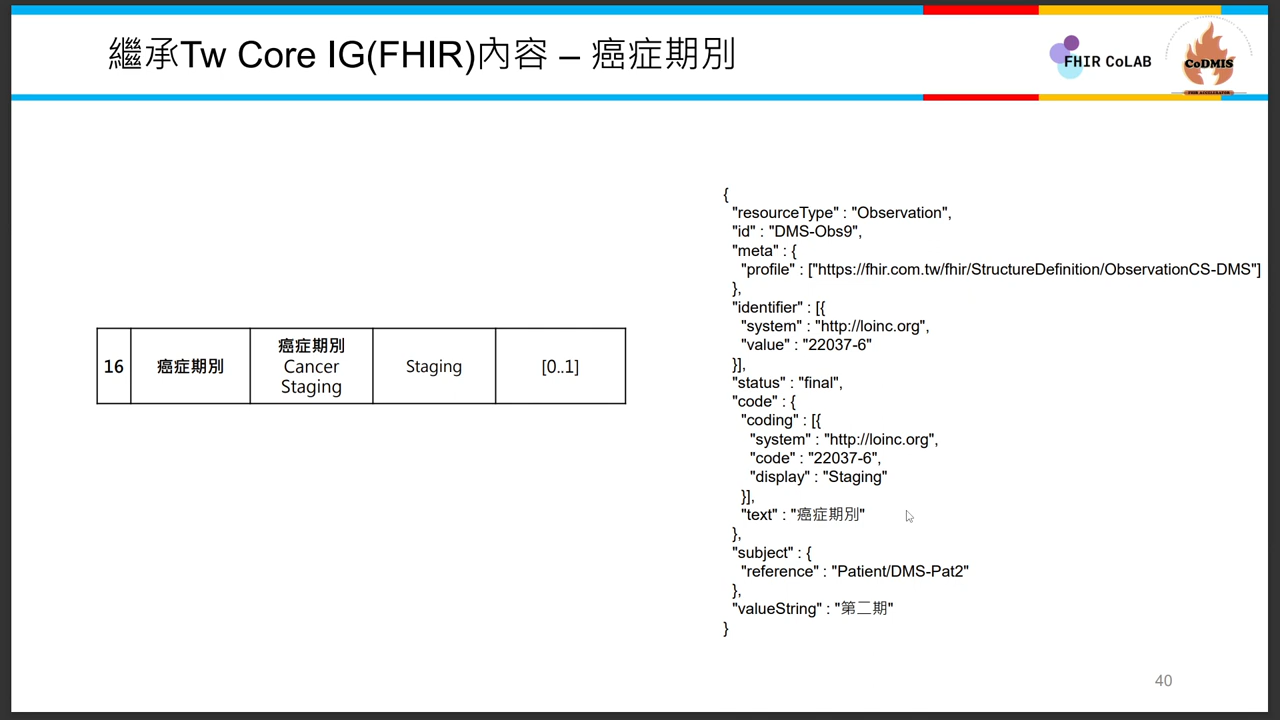 繼承Tw Core IG(FHIR)內容 – 癌症期別
FHIR CoLAB
CoDMIS
FHIR ACCELERATOR
16
癌症期別
癌症期別
Cancer
Staging
Staging
[0..1]
{
"resourceType" : "Observation",
"id" : "DMS-Obs9",
"meta" : {
"profile" : ["https://fhir.com.tw/fhir/StructureDefinition/ObservationCS-DMS"]
},
"identifier" : [{
"system" : "http://loinc.org",
"value" : "22037-6"
}],
"status" : "final",
"code" : {
"coding" : [{
"system" : "http://loinc.org",
"code" : "22037-6",
"display" : "Staging"
}],
"text" : "癌症期別"
},
"subject" : {
"reference" : "Patient/DMS-Pat2"
},
"valueString" : "第二期"
}
40